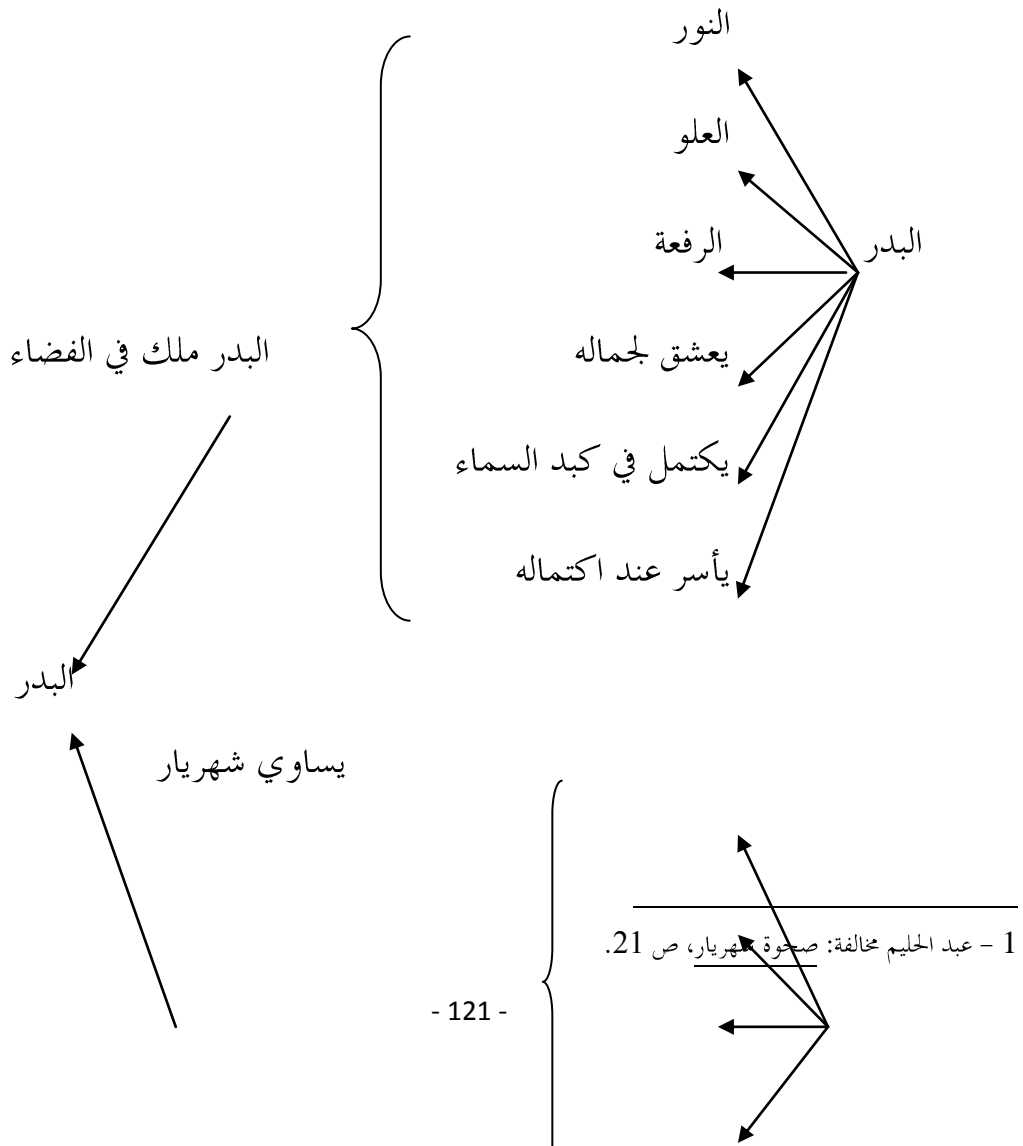 النور
العلو
البدر
الرفعة
يعشق لجماله
البدر ملك في الفضاء
يكتمل في كبد السماء
يأسر عند اكتماله
البدر
يساوي شهريار
1 – عبد الحليم مخالفة: صحوة شهريار، ص 21.
- 121 -